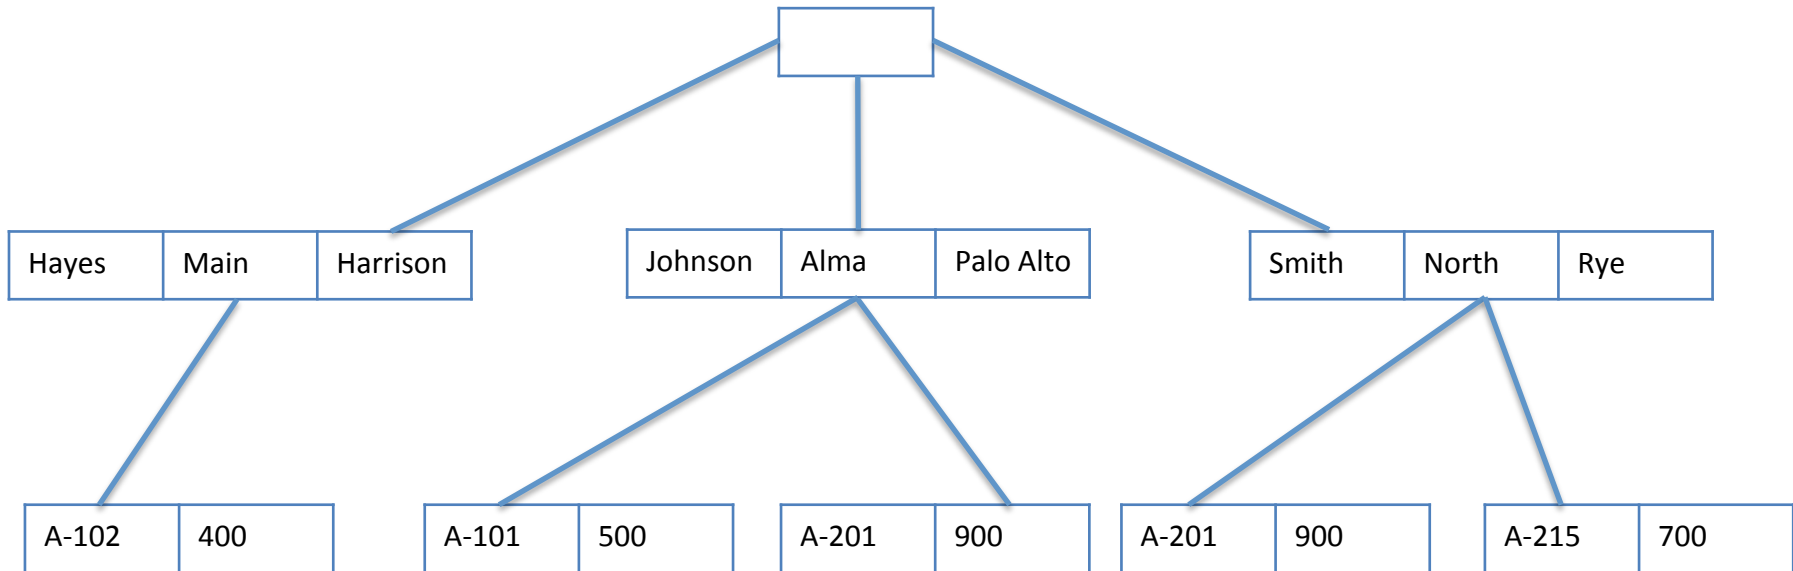 Hayes Main Harrison Johnson Alma Palo Alto Smith North Rye
A-102 400 A-101 500 A-201 900 A-201 900 A-215 700